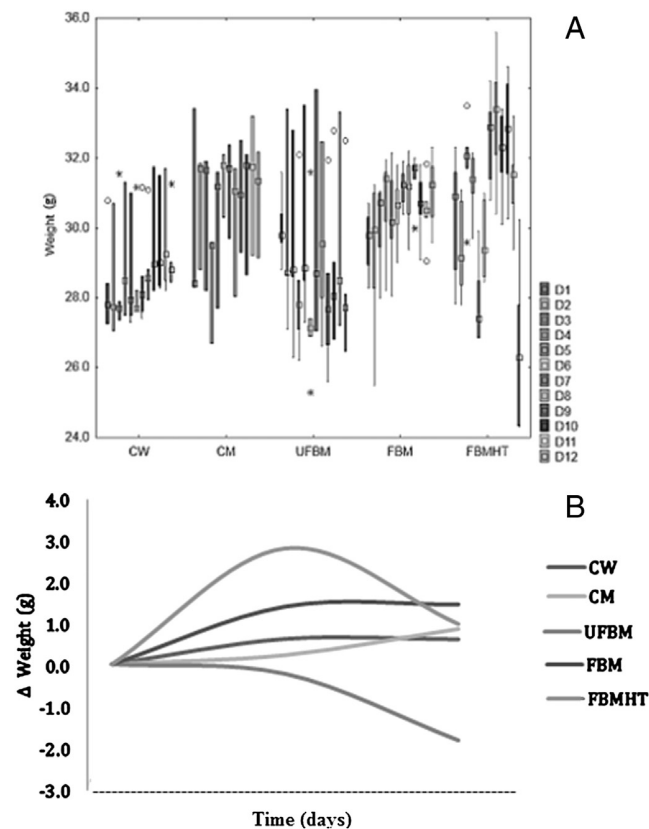 A
36.0
34.0
32.0
30.0
28.0
26.0
24.0
Weight (g)
CW CM UFBM FBM FBMHT
D1
D2
D3
D4
D5
D6
D7
D8
D9
D10
D11
D12
B
4.0
3.0
2.0
1.0
0.0
-1.0
-2.0
-3.0
Δ Weight (g)
Time (days)
CW
CM
UFBM
FBM
FBMHT